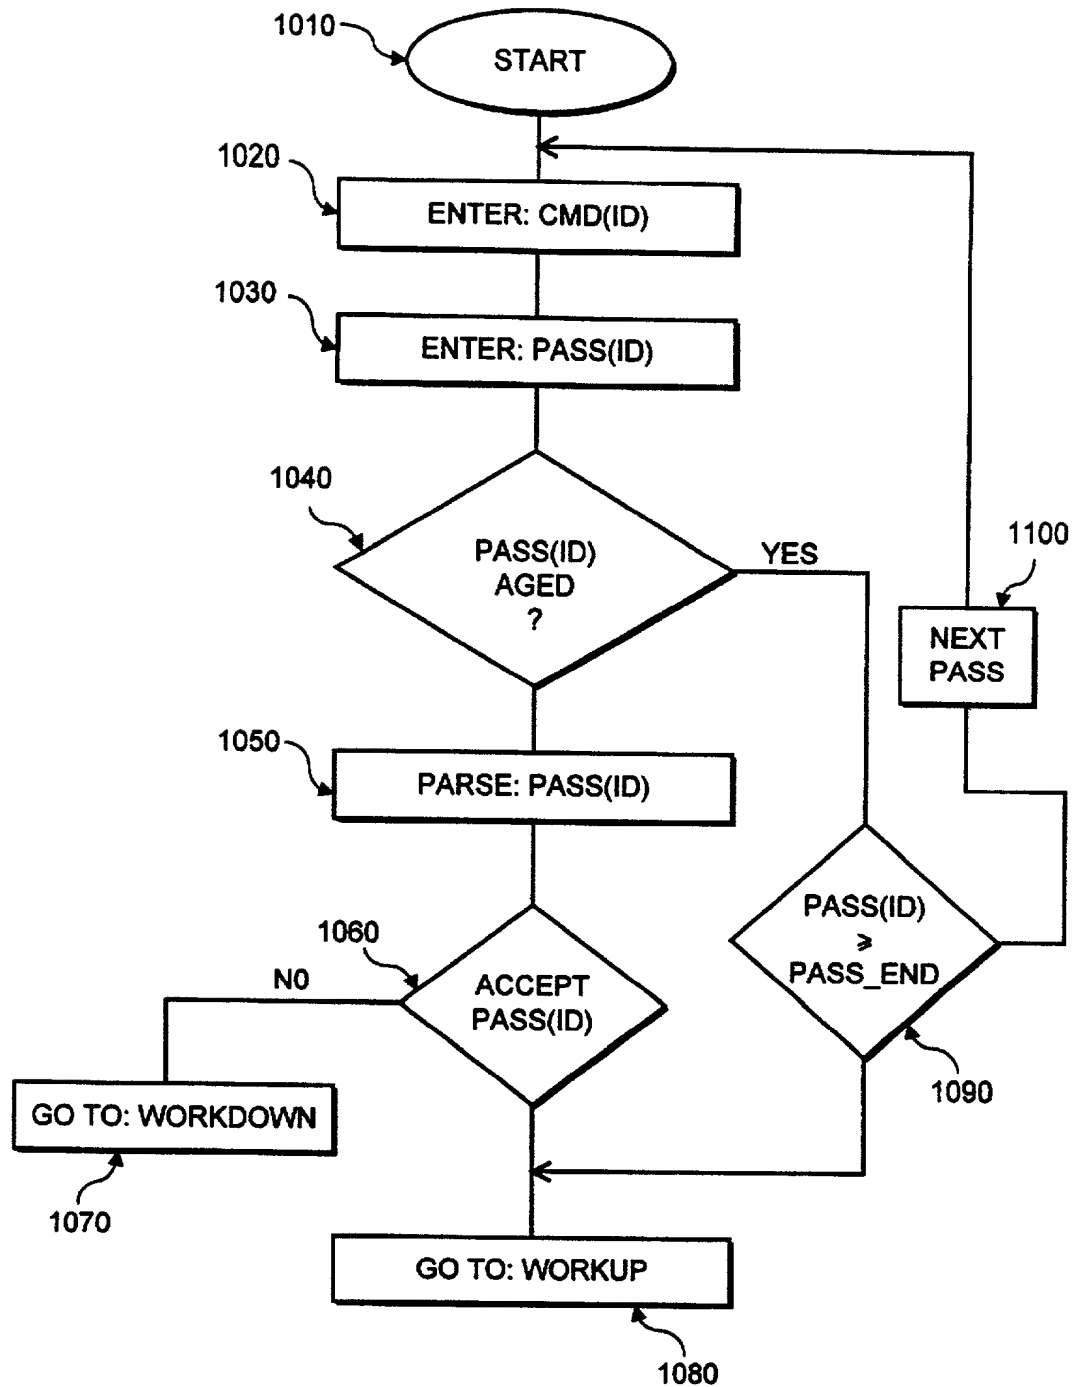 1010
START
1020
ENTER: CMD(ID)
1030
ENTER: PASS(ID)
1040
PASS(ID)
AGED
?
YES
1100
NEXT
PASS
1050
PARSE: PASS(ID)
PASS(ID)
⩾
PASS_END
1060
N0
ACCEPT
PASS(ID)
1090
GO TO: WORKDOWN
1070
GO TO: WORKUP
1080